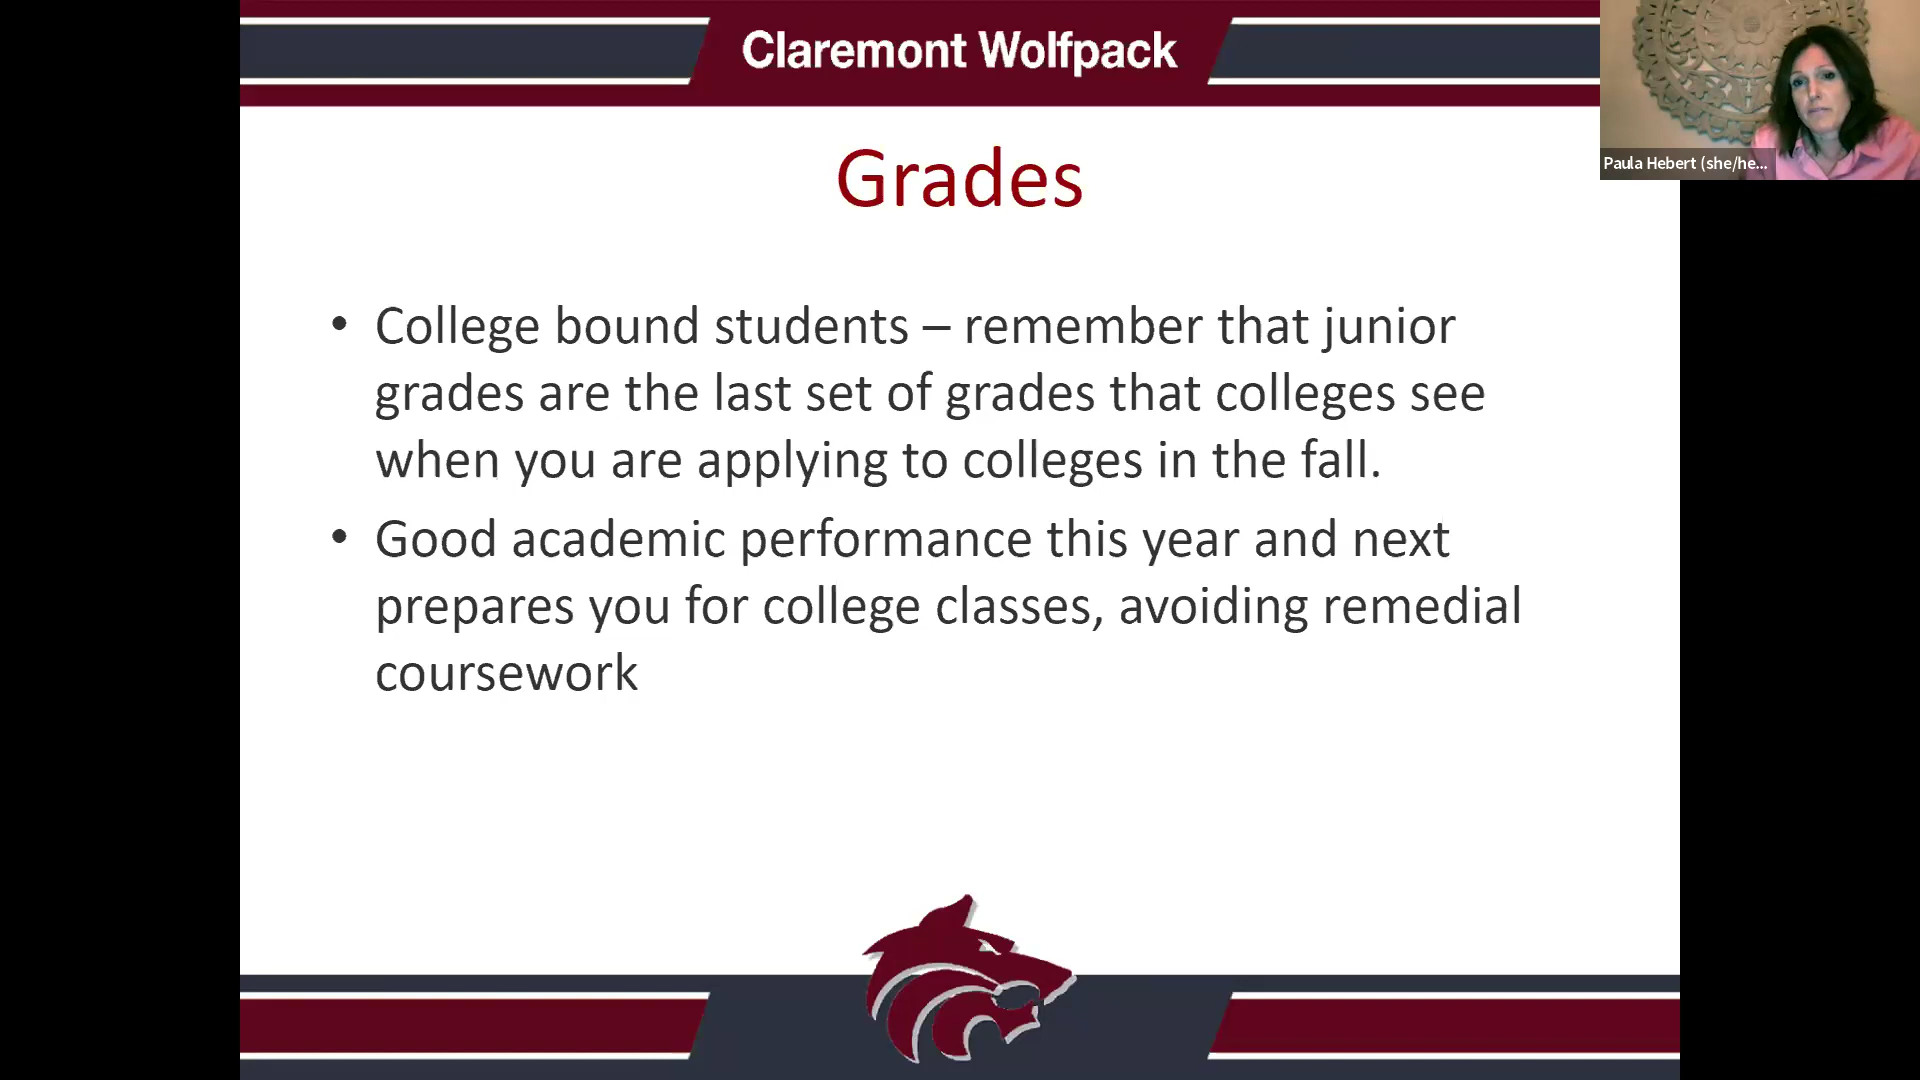 Claremont Wolfpack
Paula Hebert (she/he...
Grades
• College bound students – remember that junior
grades are the last set of grades that colleges see
when you are applying to colleges in the fall.
• Good academic performance this year and next
prepares you for college classes, avoiding remedial
coursework